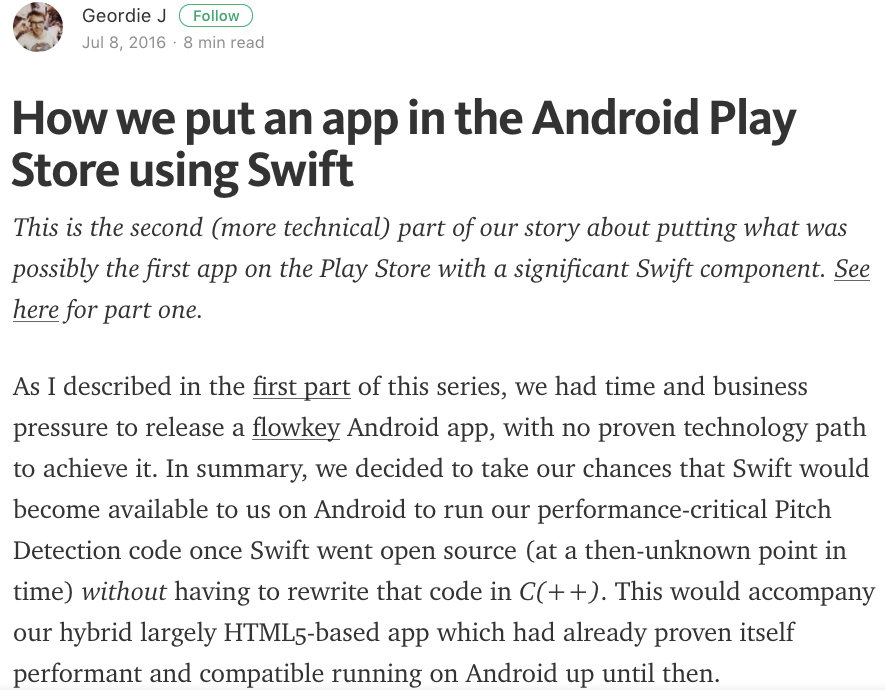 Geordie J Follow
Jul 8, 2016 · 8 min read
How we put an app in the Android Play
Store using Swift
This is the second (more technical) part of our story about putting what was
possibly the first app on the Play Store with a significant Swift component. See
here for part one.
As I described in the first part of this series, we had time and business
pressure to release a flowkey Android app, with no proven technology path
to achieve it. In summary, we decided to take our chances that Swift would
become available to us on Android to run our performance-critical Pitch
Detection code once Swift went open source (at a then-unknown point in
time) without having to rewrite that code in C(++). This would accompany
our hybrid largely HTML5-based app which had already proven itself
performant and compatible running on Android up until then.